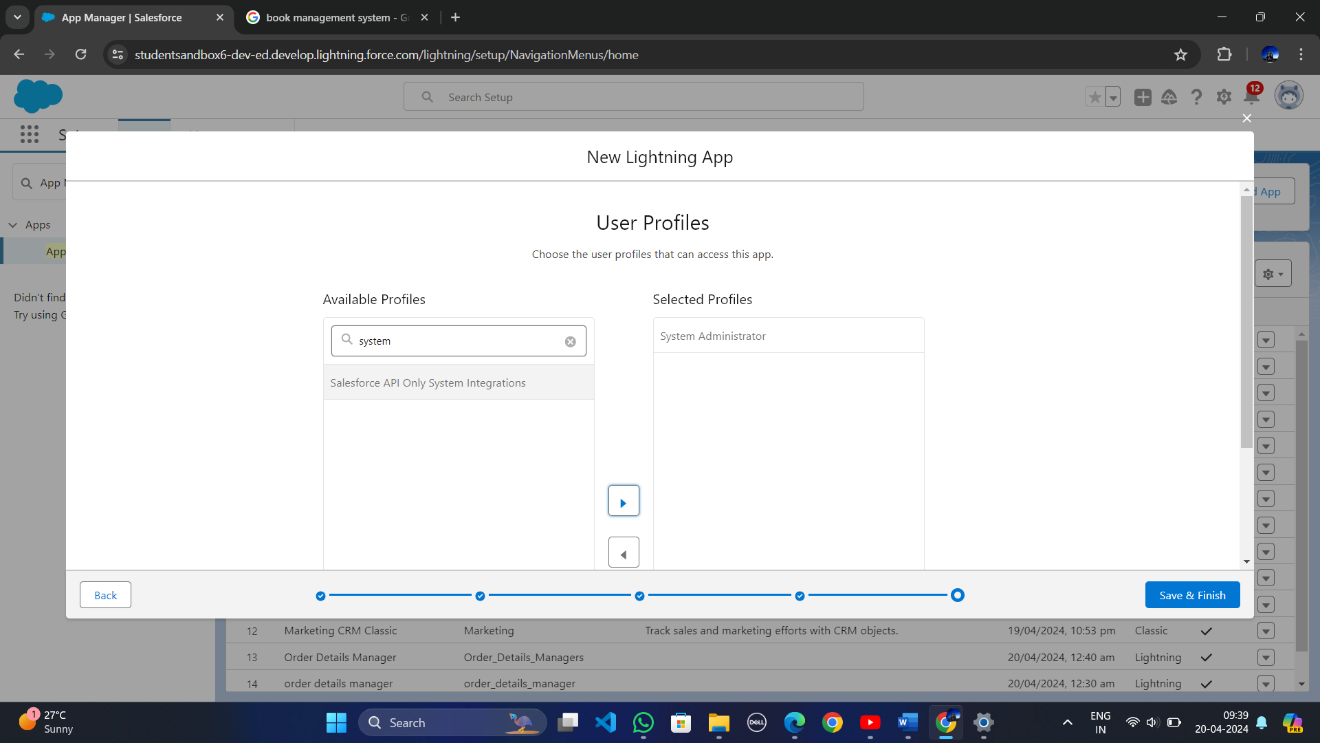 App Manager | Salesforce
book management system - G
studentsandbox6-dev-ed.develop.lightning.force.com/lightning/setup/NavigationMenus/home
Search Setup
12
New Lightning App
App
d App
Apps
App
User Profiles
Choose the user profiles that can access this app.
Didn't find
Try using G
Available Profiles
Selected Profiles
system
System Administrator
Salesforce API Only System Integrations
Back
Save & Finish
12 Marketing CRM Classic Marketing Track sales and marketing efforts with CRM objects. 19/04/2024, 10:53 pm Classic
13 Order Details Manager Order_Details_Managers 20/04/2024, 12:40 am Lightning
14 order details manager order_details_manager 20/04/2024, 12:30 am Lightning
1
27°C
Sunny
Search
DELL
W
ENG
IN
09:39
20-04-2024
PRE